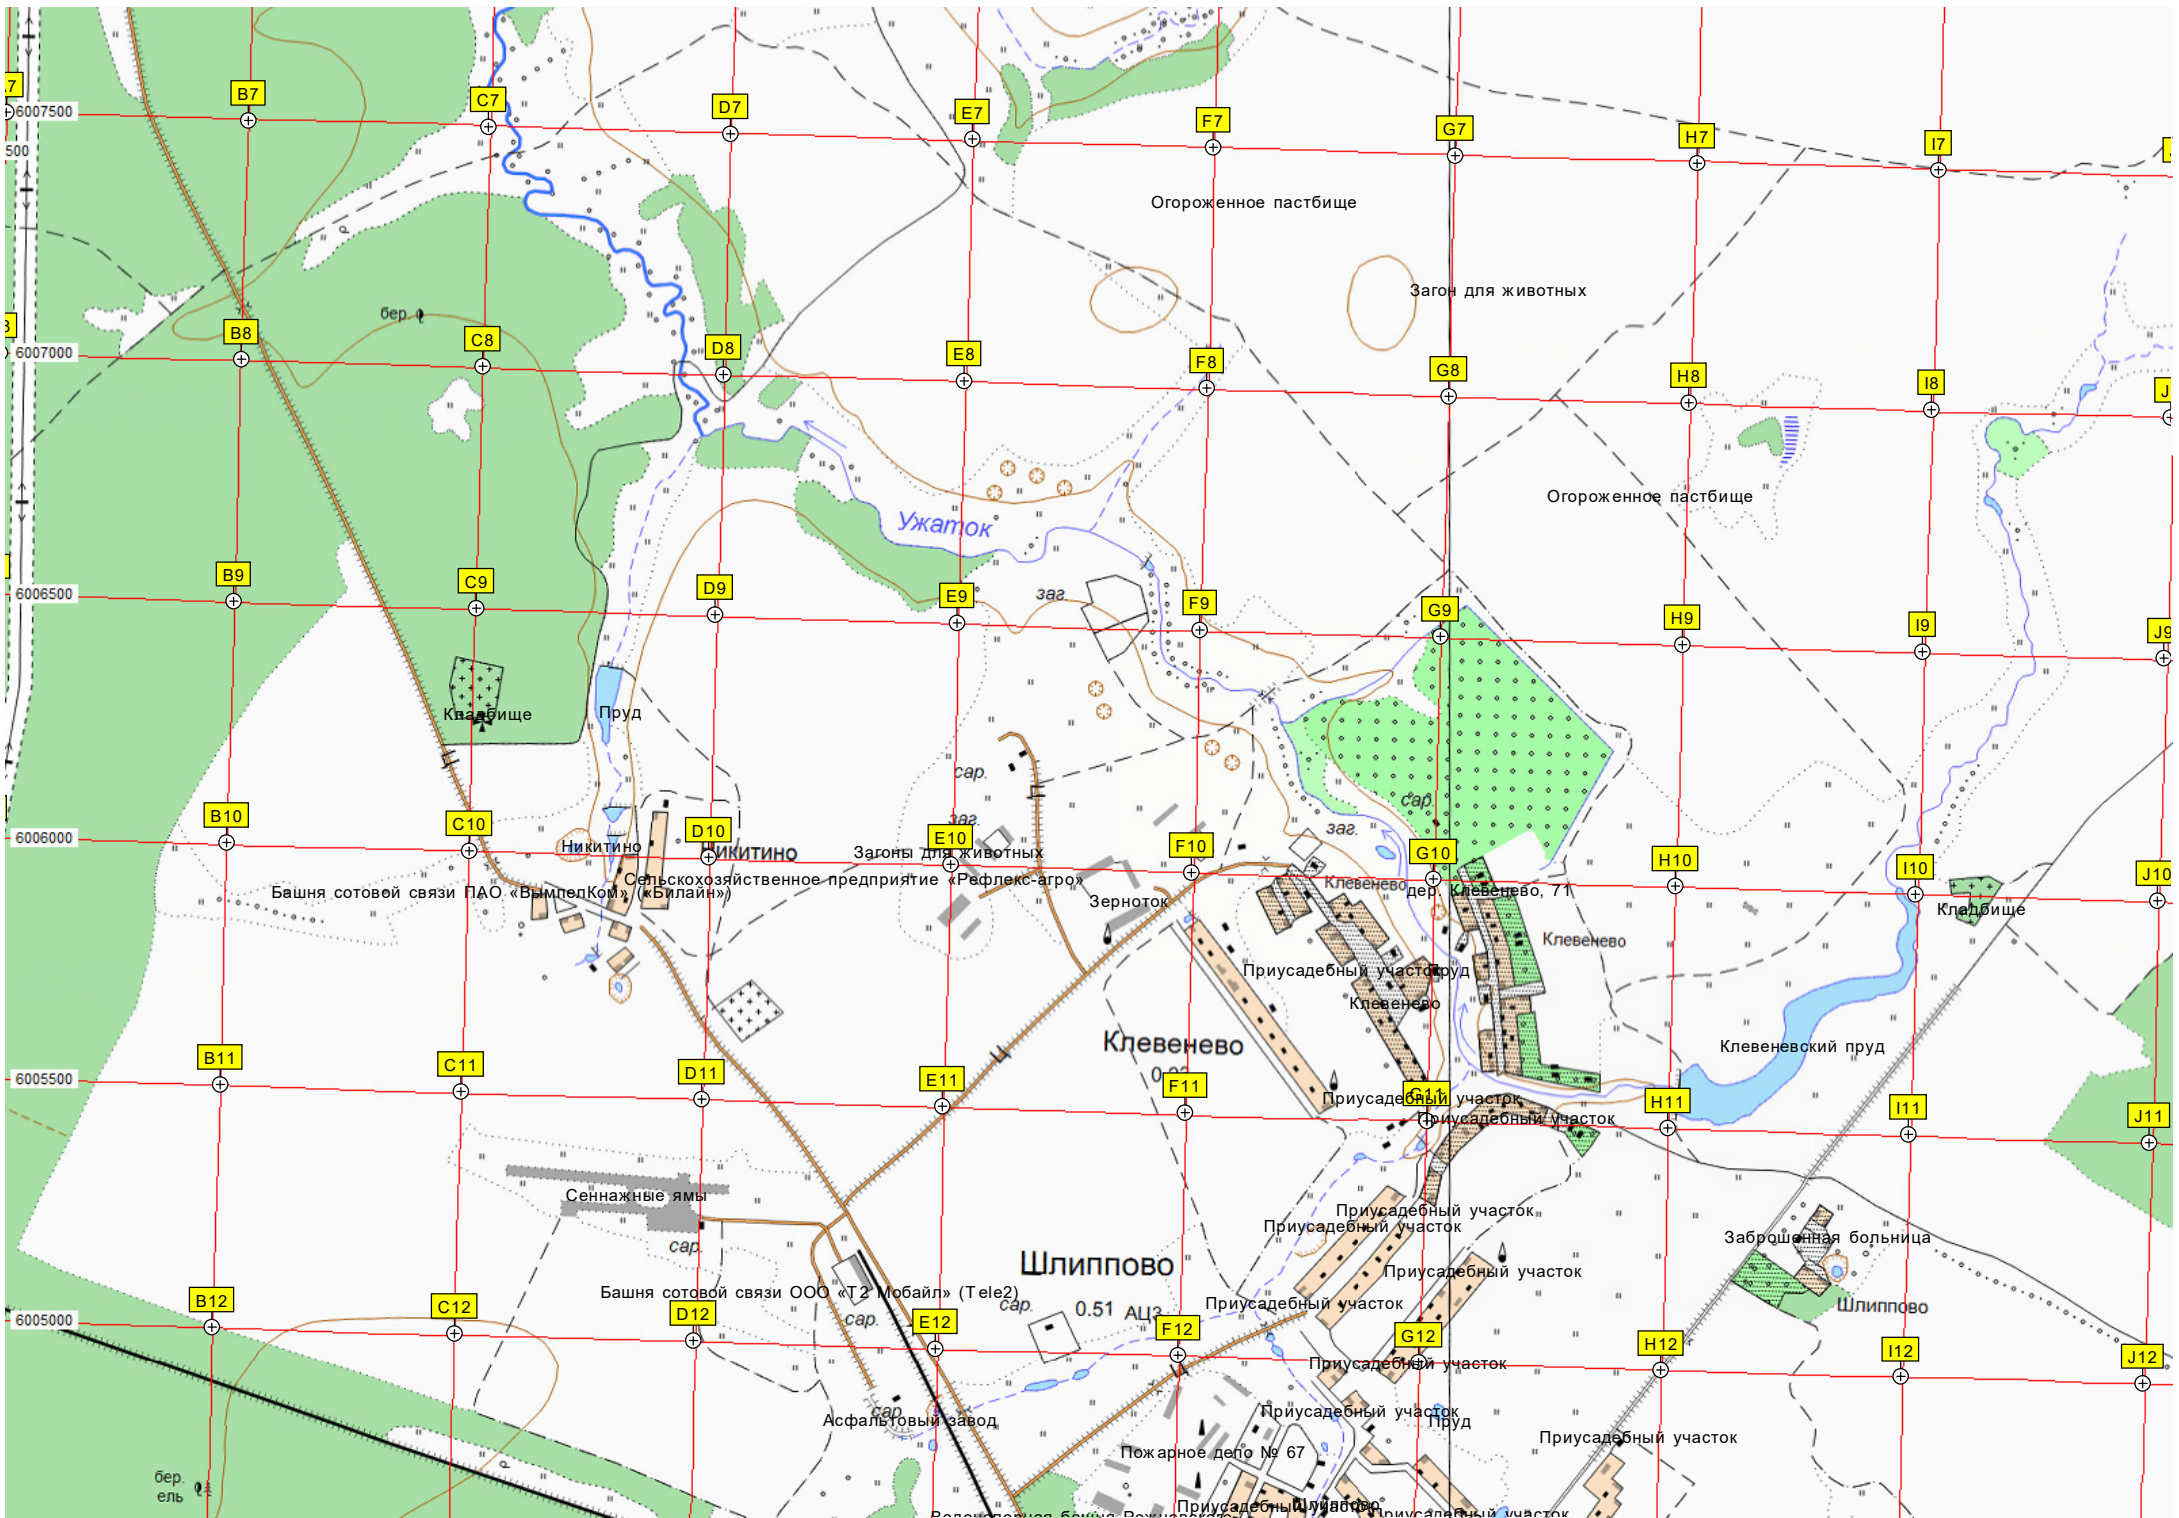 B7
C7
D7
E7
F7
G7
H7
I7
6007500
500
Огороженное пастбище
Загон для животных
бер.
B8
C8
D8
E8
F8
G8
H8
I8
J
6007000
Огороженное пастбище
Ужаток
B9
C9
D9
E9
F9
G9
H9
I9
J9
6006500
заг.
Кладбище
Пруд
сар.
сар.
заг.
заг.
B10
C10
D10
E10
F10
G10
H10
I10
J10
6006000
Никитино
Никитино
Загоны для животных
Сельскохозяйственное предприятие «Рефлекс-агро»
Башня сотовой связи ПАО «ВымпелКом» («Билайн»)
Зерноток
Клевенево
дер. Клевенево, 71
Кладбище
Клевенево
Приусадебный участок
Пруд
Клевенево
Клевенево
Клевеневский пруд
B11
C11
D11
E11
F11
G11
H11
I11
J11
6005500
Приусадебный участок
Приусадебный участок
Сеннажные ямы
сар.
Приусадебный участок
Приусадебный участок
Заброшенная больница
Шлиппово
Приусадебный участок
Башня сотовой связи ООО «Т2 Мобайл» (Tele2)
сар.
0.51
АЦЗ
Приусадебный участок
Шлиппово
сар.
B12
C12
D12
E12
F12
G12
H12
I12
J12
6005000
Приусадебный участок
сар.
Асфальтовый завод
Приусадебный участок
Пруд
Приусадебный участок
Пожарное депо № 67
бер.
ель
Приусадебный участок
Шлиппово
Приусадебный участок